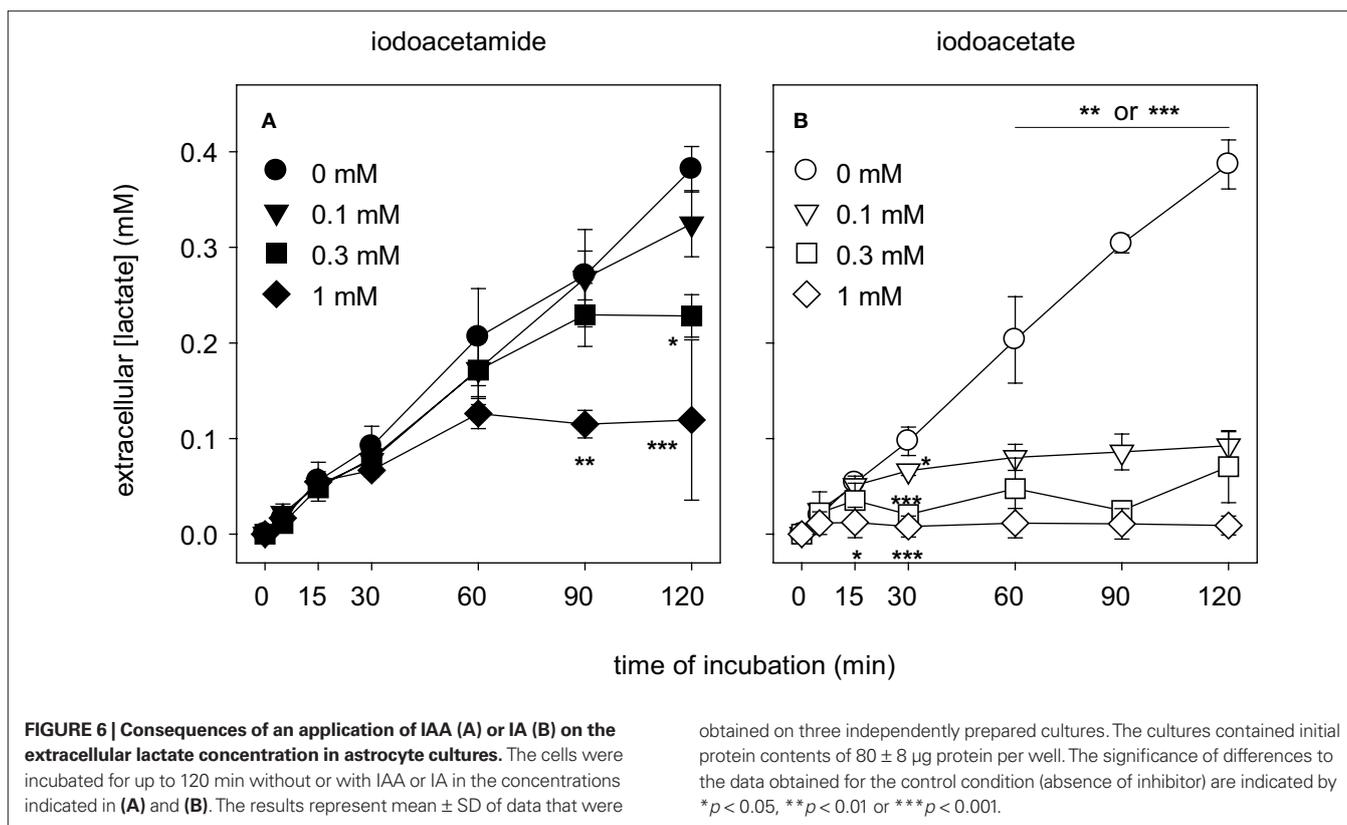 iodoacetamide
iodoacetate
A
0 mM
0.1 mM
0.3 mM
1 mM
B
** or ***
0 mM
0.1 mM
0.3 mM
1 mM
extracellular [lactate] (mM)
0.4
0.3
0.2
0.1
0.0
*
**
***
*
***
*
***
0 15 30 60 90 120
0 15 30 60 90 120
time of incubation (min)
FIGURE 6 | Consequences of an application of IAA (A) or IA (B) on the
extracellular lactate concentration in astrocyte cultures. The cells were
incubated for up to 120 min without or with IAA or IA in the concentrations
indicated in (A) and (B). The results represent mean ± SD of data that were
obtained on three independently prepared cultures. The cultures contained initial
protein contents of 80 ± 8 μg protein per well. The significance of differences to
the data obtained for the control condition (absence of inhibitor) are indicated by
*p < 0.05, **p < 0.01 or ***p < 0.001.